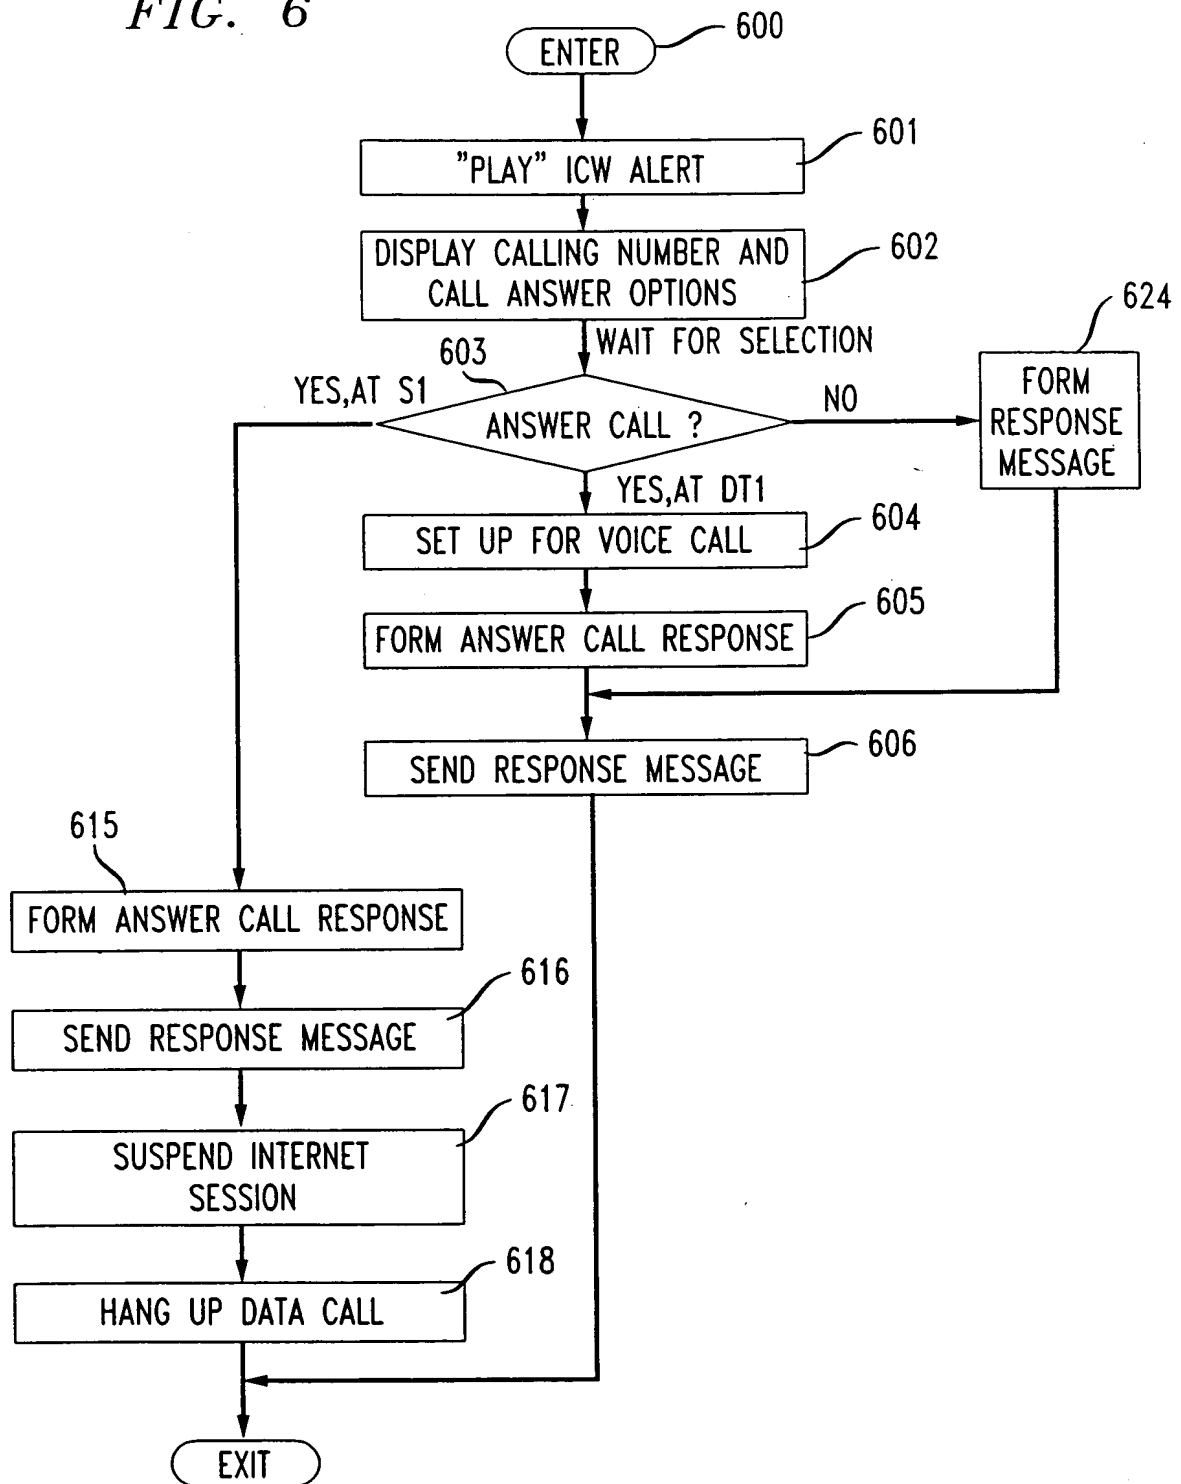 FIG. 6
ENTER
600
"PLAY" ICW ALERT
601
DISPLAY CALLING NUMBER AND
CALL ANSWER OPTIONS
602
WAIT FOR SELECTION
603
YES,AT S1
ANSWER CALL ?
NO
624
FORM
RESPONSE
MESSAGE
YES,AT DT1
SET UP FOR VOICE CALL
604
FORM ANSWER CALL RESPONSE
605
SEND RESPONSE MESSAGE
606
615
FORM ANSWER CALL RESPONSE
616
SEND RESPONSE MESSAGE
617
SUSPEND INTERNET
SESSION
618
HANG UP DATA CALL
EXIT